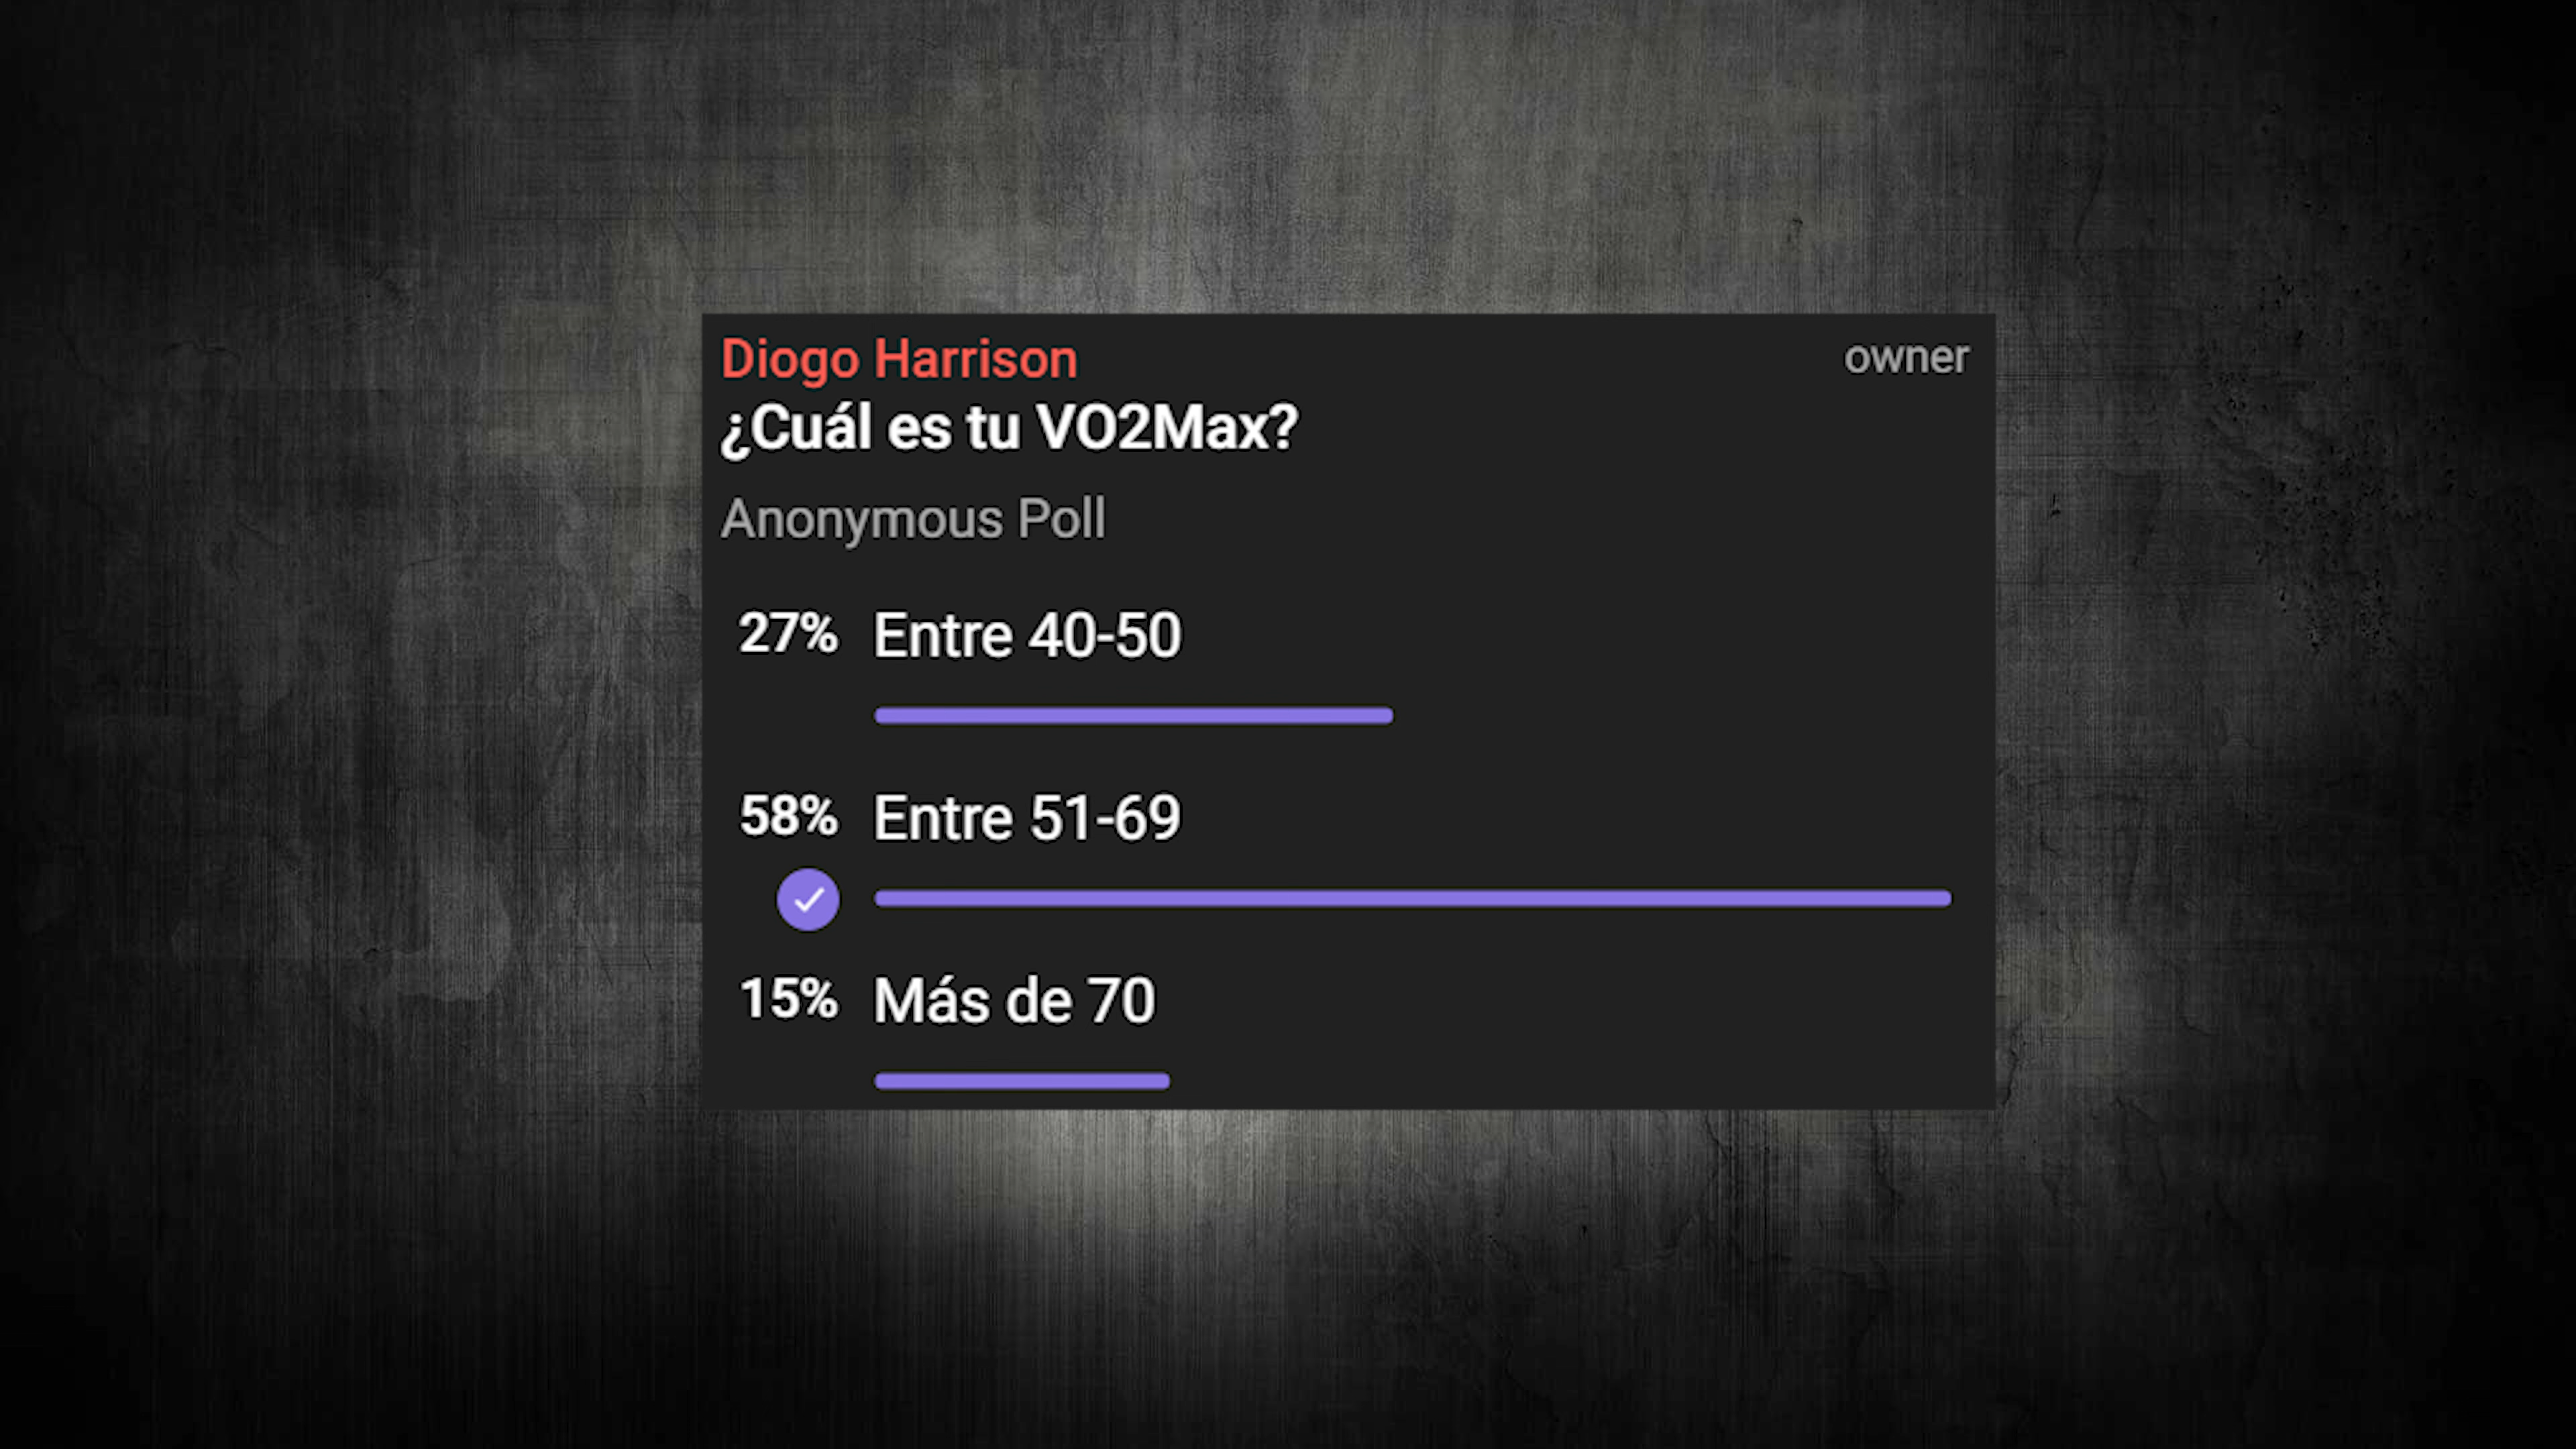 Diogo Harrison owner
¿Cuál es tu VO2Max?
Anonymous Poll
27% Entre 40-50
58% Entre 51-69
15% Más de 70